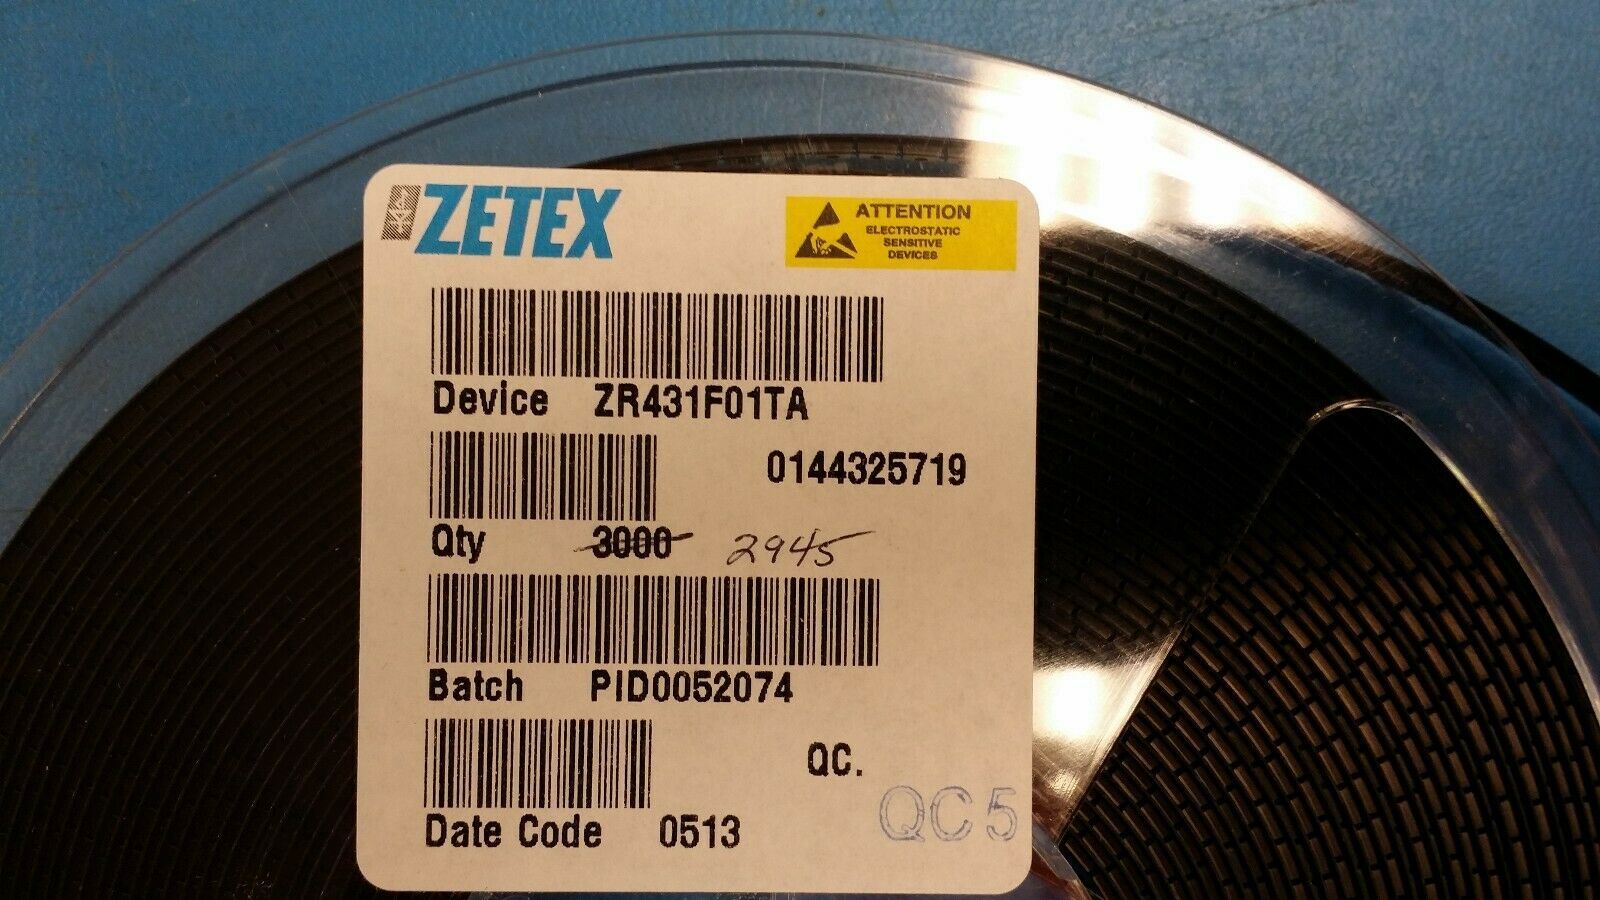 ZETEX
ATTENTION
ELECTROSTATIC
SENSITIVE
DEVICES
Device ZR431F01TA
0144325719
Qty 3000 2945
Batch PID0052074
QC.
QC5
Date Code 0513